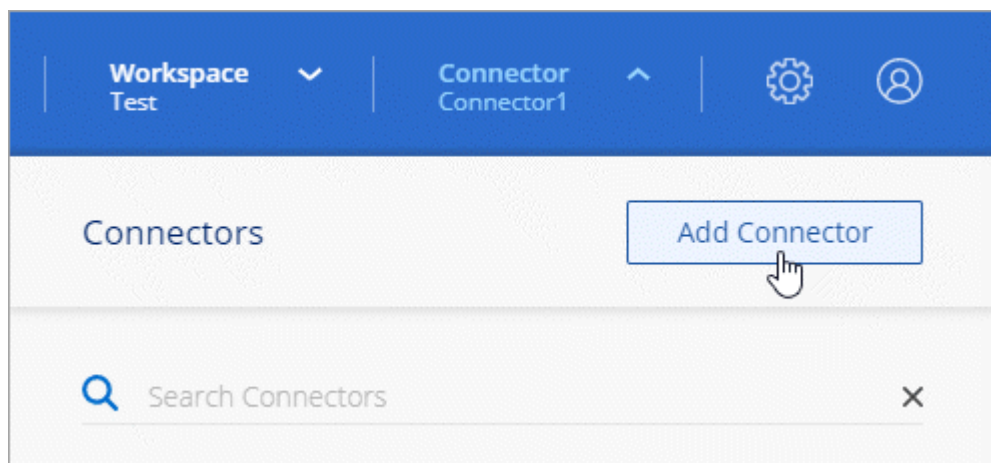 Workspace
Test
Connector
Connector1
Connectors
Add Connector
Search Connectors